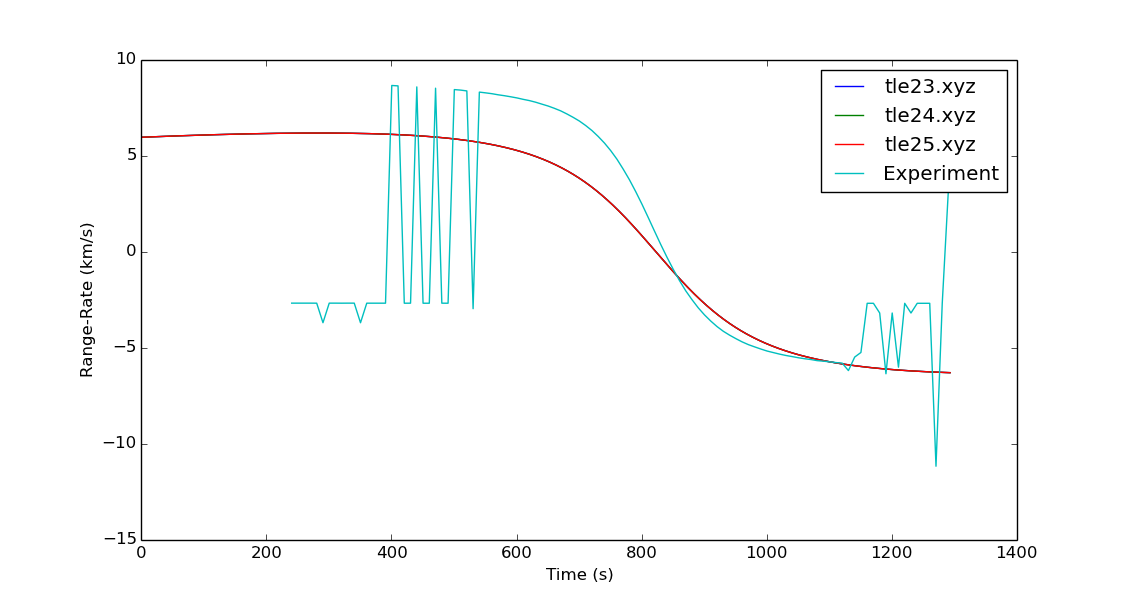 10
5
0
−5
−10
−15
Range-Rate (km/s)
0 200 400 600 800 1000 1200 1400
Time (s)
tle23.xyz
tle24.xyz
tle25.xyz
Experiment